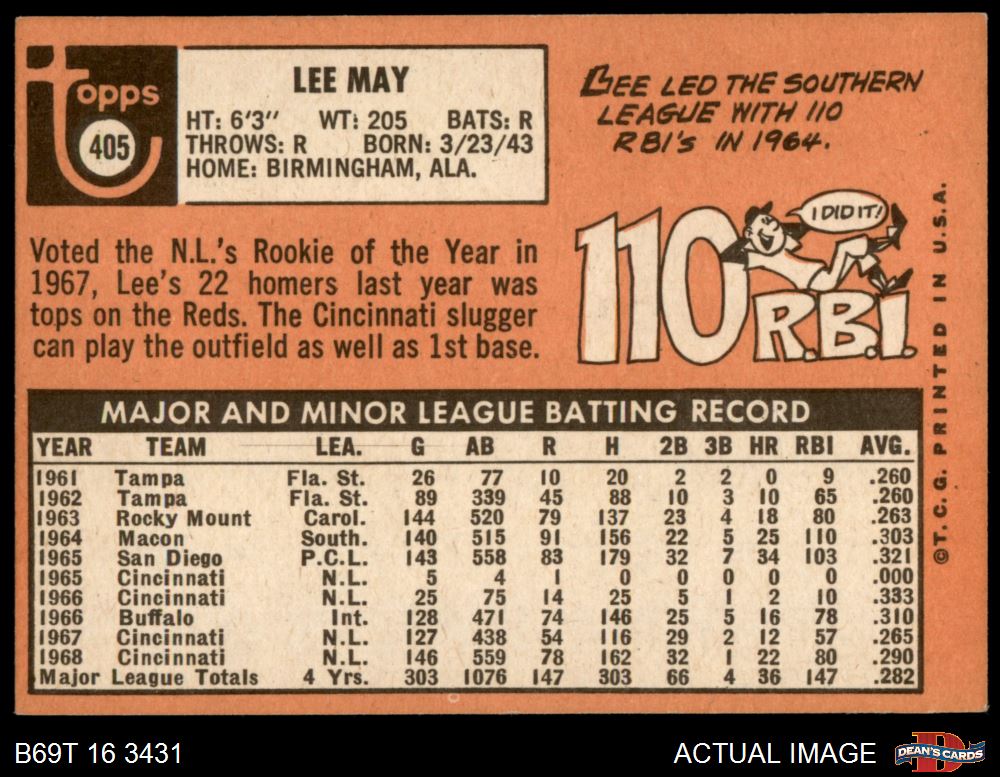 Topps
405
LEE MAY
HT: 6'3" WT: 205 BATS: R
THROWS: R BORN: 3/23/43
HOME: BIRMINGHAM, ALA.
LEE LED THE SOUTHERN
LEAGUE WITH 110
RBI'S IN 1964.
I DID IT!
110 R.B.I.
Voted the N.L.'s Rookie of the Year in
1967, Lee's 22 homers last year was
tops on the Reds. The Cincinnati slugger
can play the outfield as well as 1st base.
MAJOR AND MINOR LEAGUE BATTING RECORD
YEAR TEAM LEA. G AB R H 2B 3B HR RBI AVG.
1961 Tampa Fla. St. 26 77 10 20 2 2 0 9 .260
1962 Tampa Fla. St. 89 339 45 88 10 3 10 65 .260
1963 Rocky Mount Carol. 144 520 79 137 23 4 18 80 .263
1964 Macon South. 140 515 91 156 22 5 25 110 .303
1965 San Diego P.C.L. 143 558 83 179 32 7 34 103 .321
1965 Cincinnati N.L. 5 4 1 0 0 0 0 0 .000
1966 Cincinnati N.L. 25 75 14 25 5 1 2 10 .333
1966 Buffalo Int. 128 471 74 146 25 5 16 78 .310
1967 Cincinnati N.L. 127 438 54 116 29 2 12 57 .265
1968 Cincinnati N.L. 146 559 78 162 32 1 22 80 .290
Major League Totals 4 Yrs. 303 1076 147 303 66 4 36 147 .282
©T.C.G. PRINTED IN U.S.A.
B69T 16 3431
ACTUAL IMAGE
D
DEAN'S CARDS